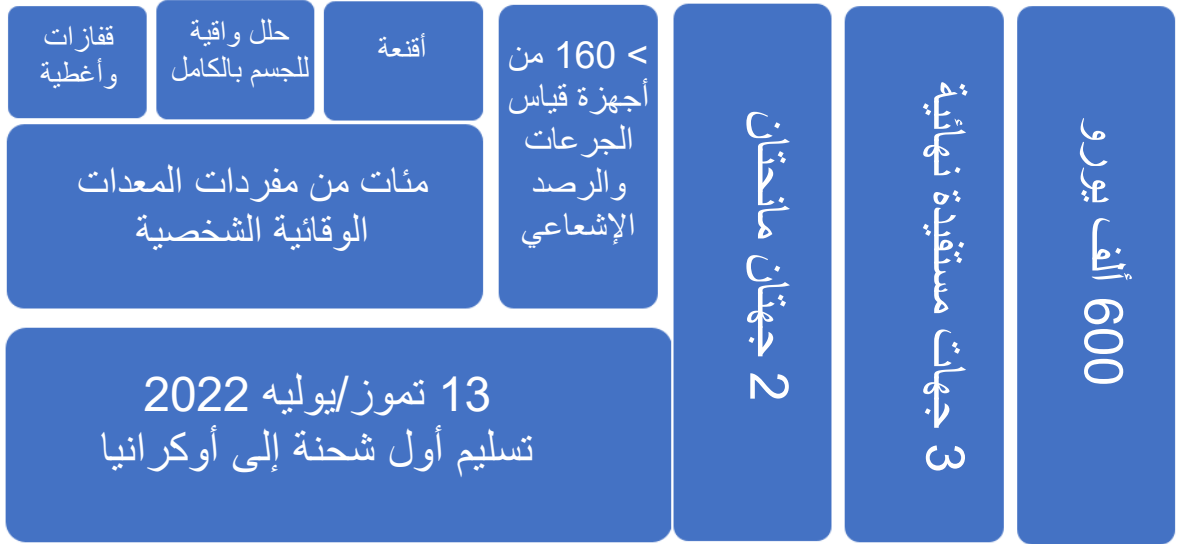 600 ألف يورو
3 جهات مستفيدة نهائية
2 جهتان مانحتان
> 160 من
أجهزة قياس
الجرعات
والرصد
الإشعاعي
أقنعة
حلل واقية
للجسم بالكامل
قفازات
وأغطية
مئات من مفردات المعدات
الوقائية الشخصية
13 تموز/يوليه 2022
تسليم أول شحنة إلى أوكرانيا